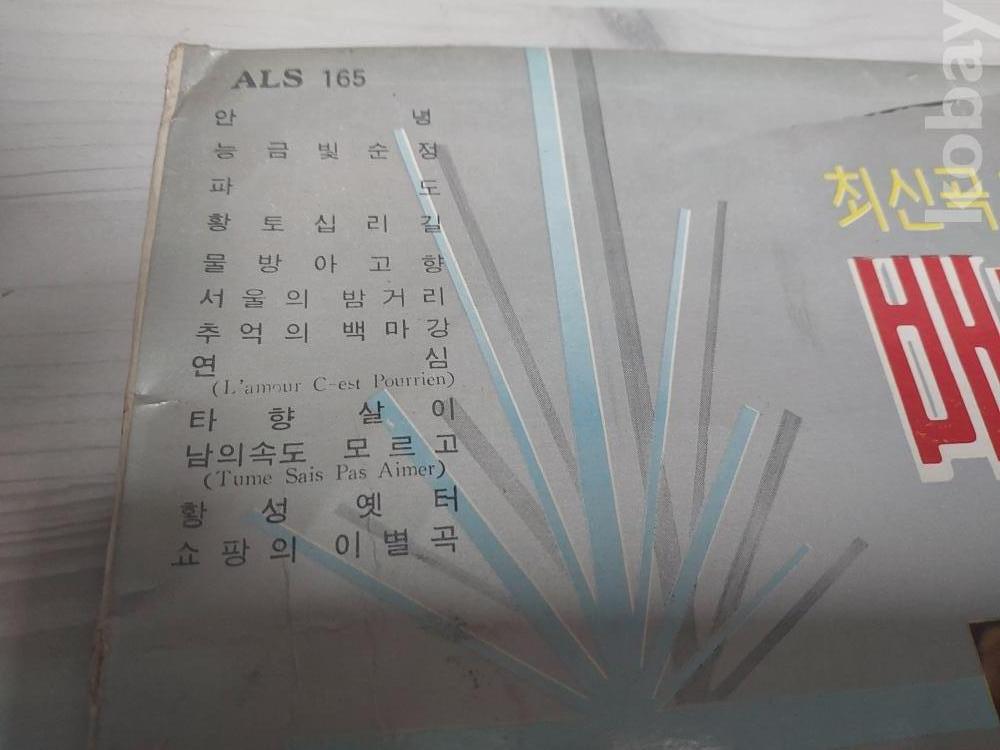 ALS 165
안 녕
능 금 빛 순 정
파 도
황 토 십 리 길
물 방 아 고 향
서 울 의 밤 거 리
추 억 의 백 마 강
연 심
(L'amour C-est Pourrien)
타 향 살 이
남의속도 모 르 고
(Tume Sais Pas Aimer)
황 성 옛 터
쇼 팡 의 이 별 곡
최신곡
kobay